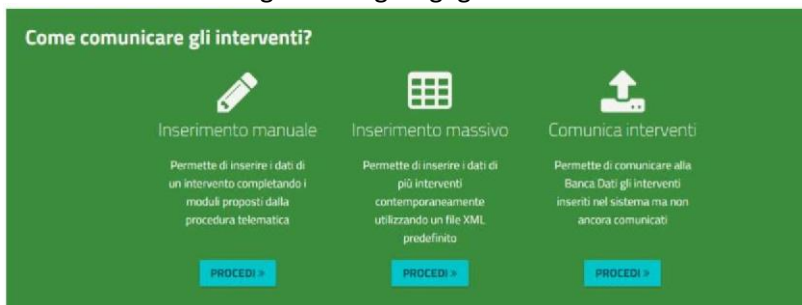 Come comunicare gli interventi?
Inserimento manuale
Permette di inserire i dati di
un intervento completando i
moduli proposti dalla
procedura telematica
PROCEDI »
Inserimento massivo
Permette di inserire i dati di
più interventi
contemporaneamente
utilizzando un file XML
predefinito
PROCEDI »
Comunica interventi
Permette di comunicare alla
Banca Dati gli interventi
inseriti nel sistema ma non
ancora comunicati
PROCEDI »